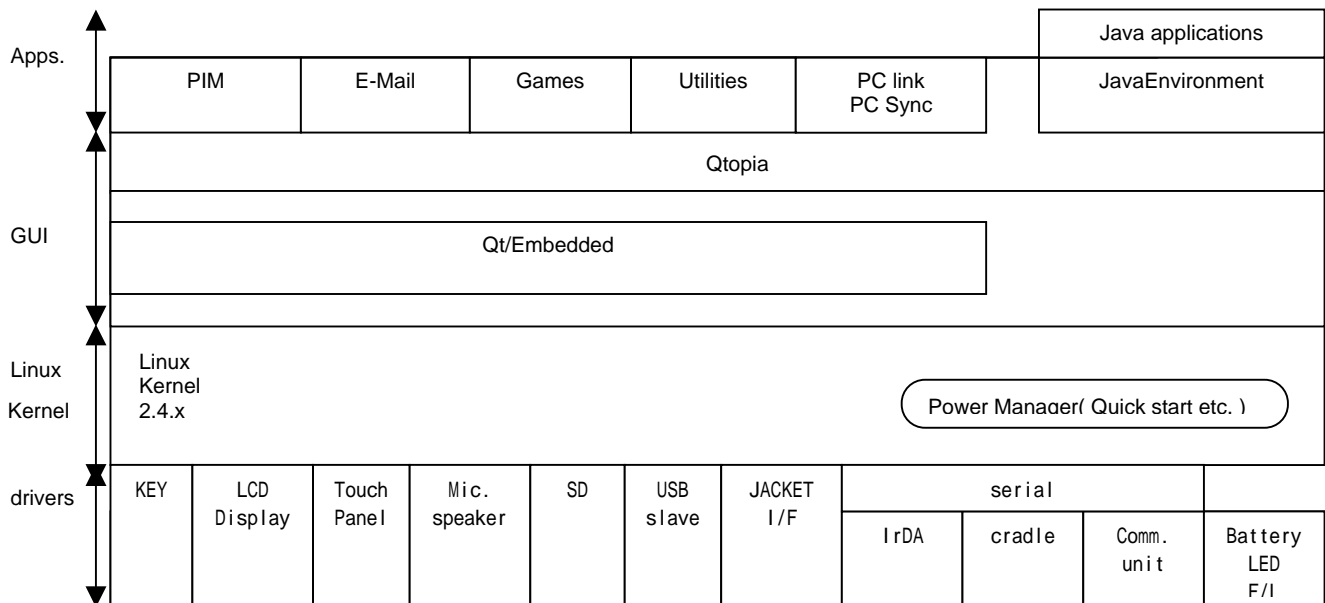 Java applications
Apps.
PIM
E-Mail
Games
Utilities
PC link
PC Sync
JavaEnvironment
Qtopia
GUI
Qt/Embedded
Linux
Kernel
Linux
Kernel
2.4.x
Power Manager( Quick start etc. )
drivers
KEY
LCD
Display
Touch
Panel
Mic.
speaker
SD
USB
slave
JACKET
I/F
serial
IrDA
cradle
Comm.
unit
Battery
LED